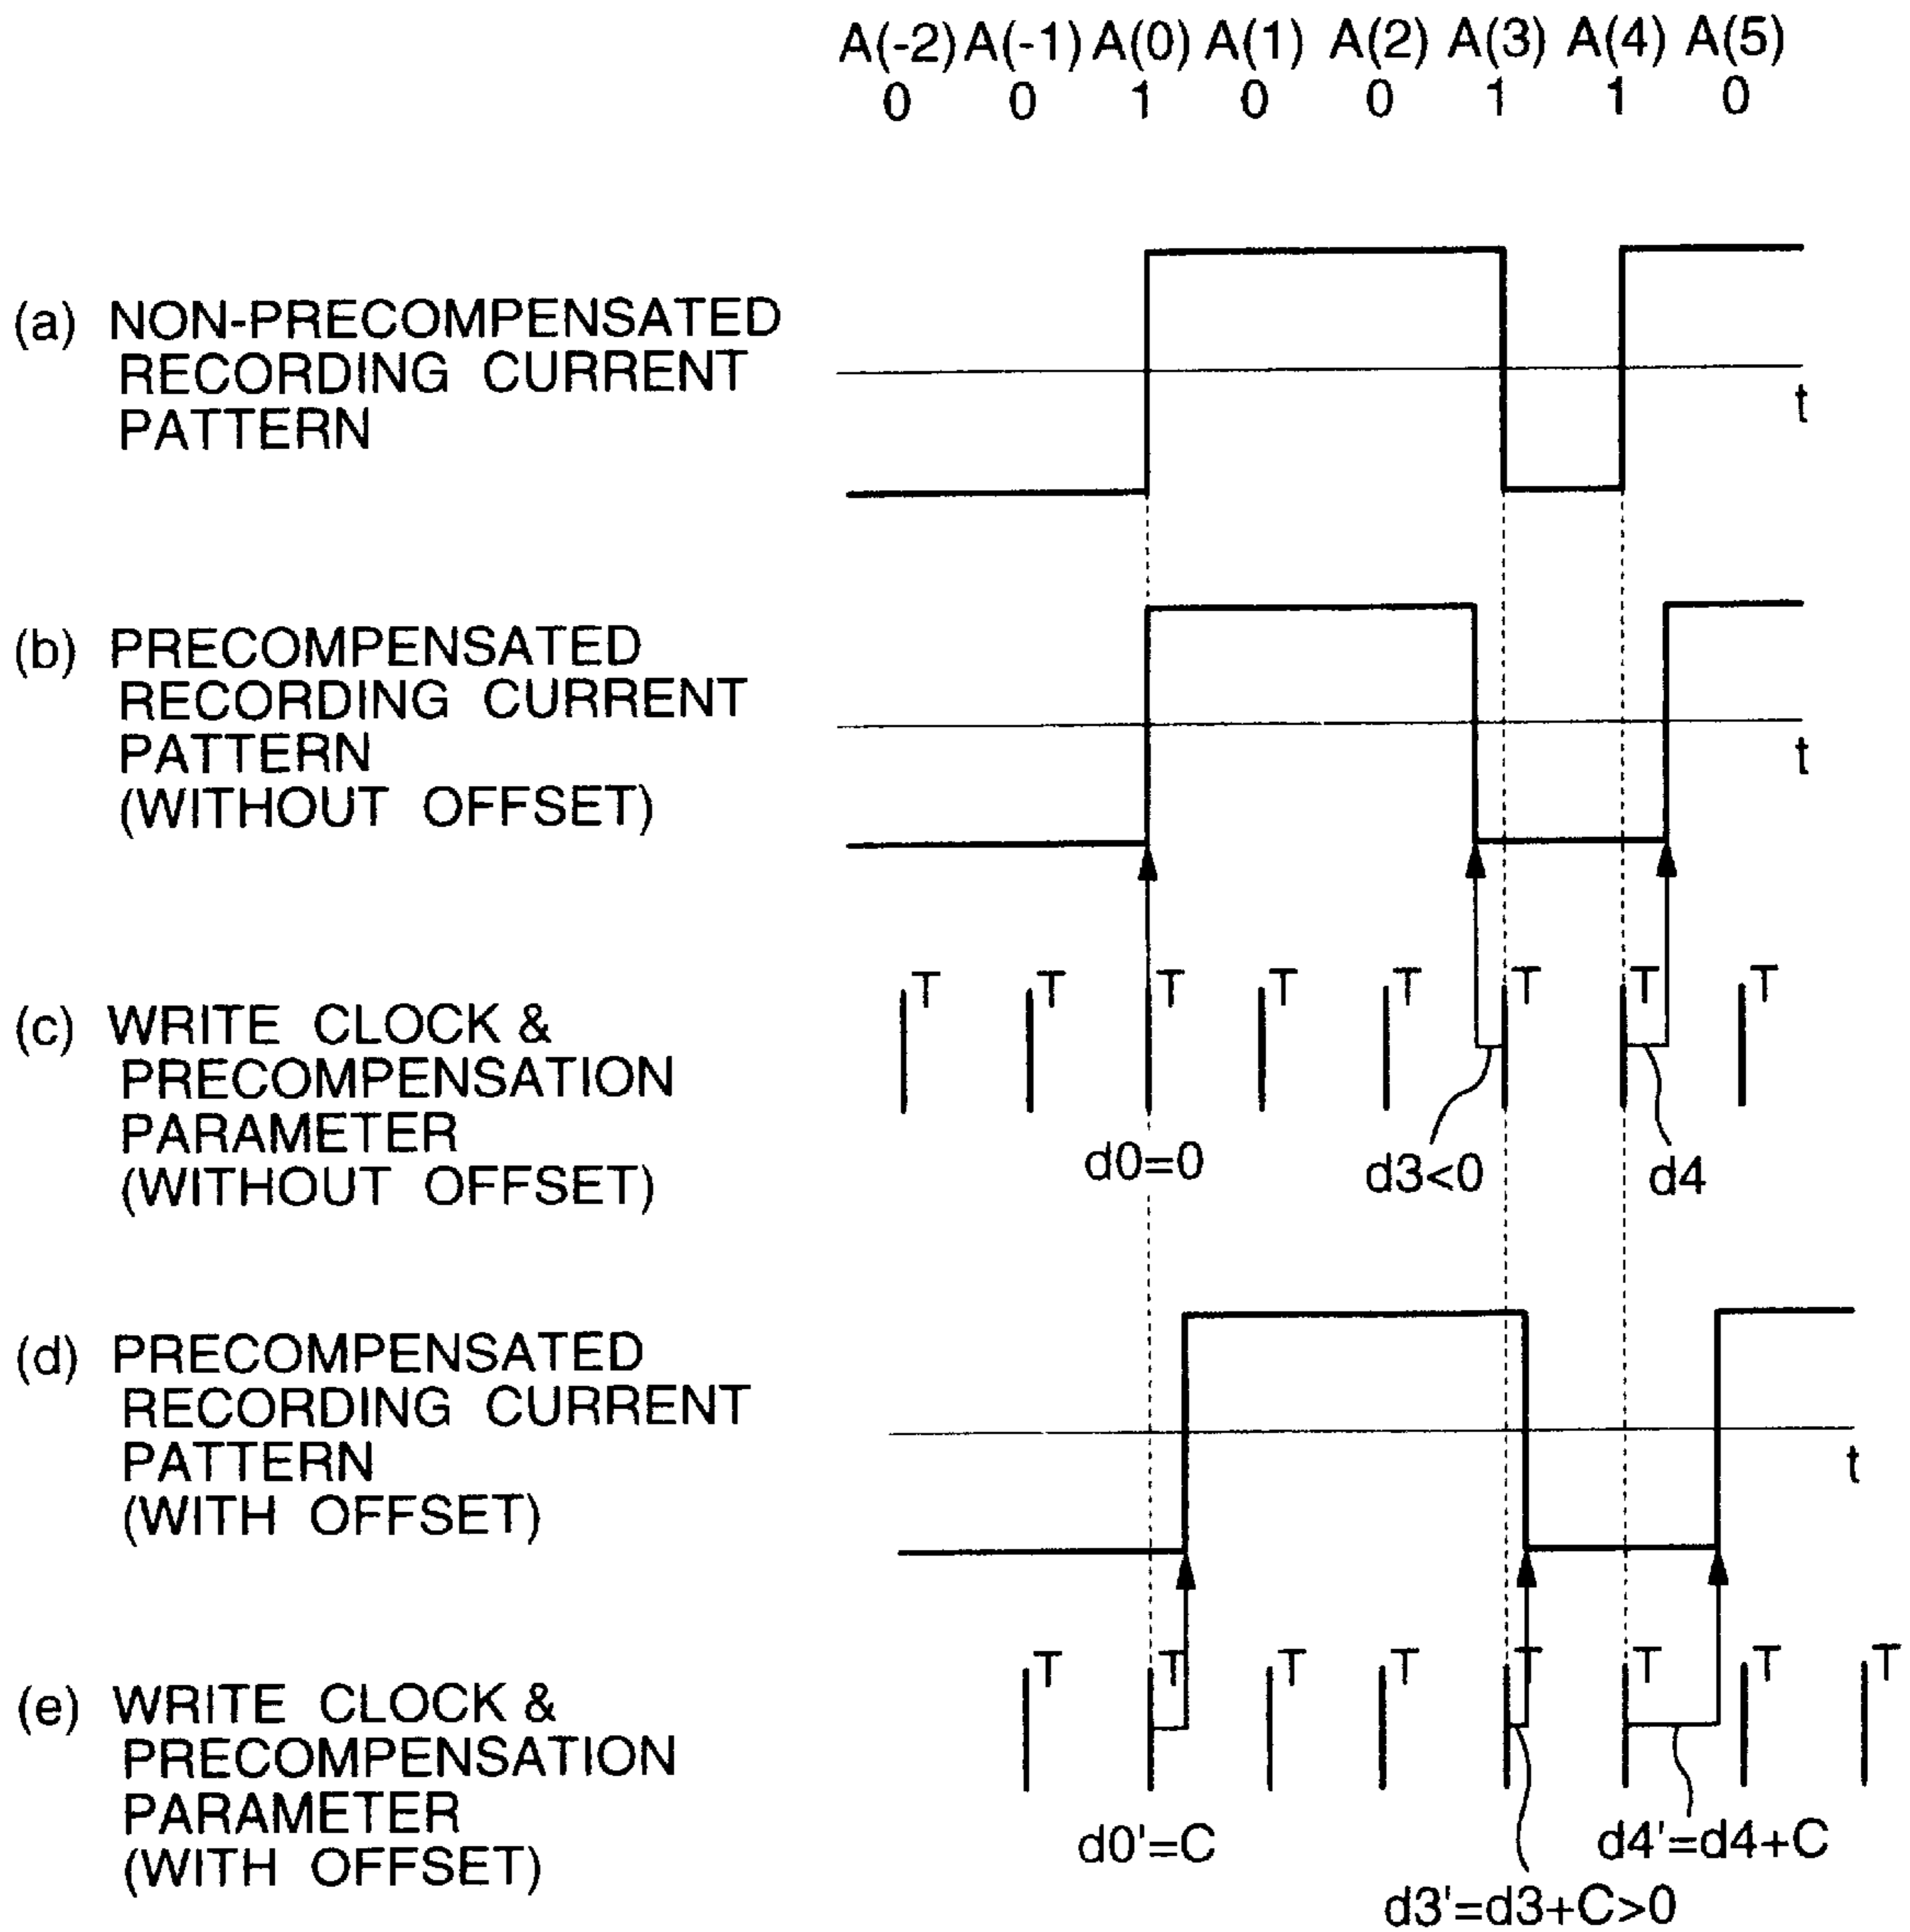 A(-2) A(-1) A(0) A(1) A(2) A(3) A(4) A(5)
0 0 1 0 0 1 1 0
(a) NON-PRECOMPENSATED
RECORDING CURRENT
PATTERN
t
(b) PRECOMPENSATED
RECORDING CURRENT
PATTERN
(WITHOUT OFFSET)
t
T T T T T T T T
(c) WRITE CLOCK &
PRECOMPENSATION
PARAMETER
(WITHOUT OFFSET)
d0=0 d3<0 d4
(d) PRECOMPENSATED
RECORDING CURRENT
PATTERN
(WITH OFFSET)
t
T T T T T T T T
(e) WRITE CLOCK &
PRECOMPENSATION
PARAMETER
(WITH OFFSET)
d0'=C d4'=d4+C
d3'=d3+C>0